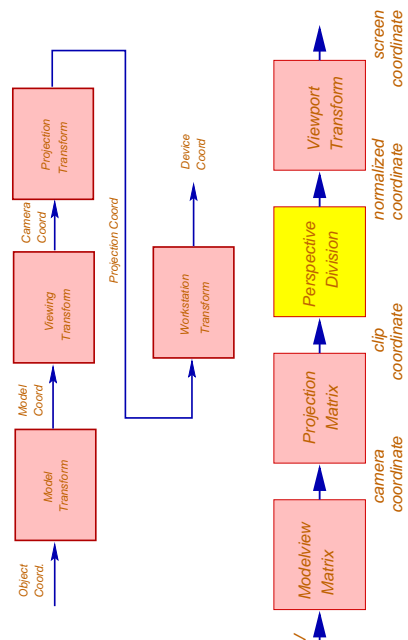 Object
Coord.
Model
Transform
Model
Coord
Viewing
Transform
Camera
Coord
Projection
Transform
Projection Coord
Workstation
Transform
Device
Coord
Modelview
Matrix
camera
coordinate
Projection
Matrix
clip
coordinate
Perspective
Division
normalized
coordinate
Viewport
Transform
screen
coordinate